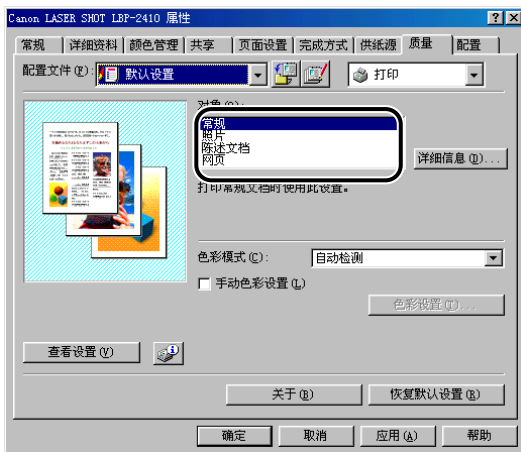 Canon LASER SHOT LBP-2410 属性
常规 详细资料 颜色管理 共享 页面设置 完成方式 供纸源 质量 配置
配置文件(F): 默认设置 打印
对象(O):
常规
照片
陈述文档
网页
详细信息(D)...
打印常规文档时使用此设置。
色彩模式(C): 自动检测
手动色彩设置(L)
色彩设置(T)...
查看设置(V)
关于(B) 恢复默认设置(R)
确定 取消 应用(A) 帮助